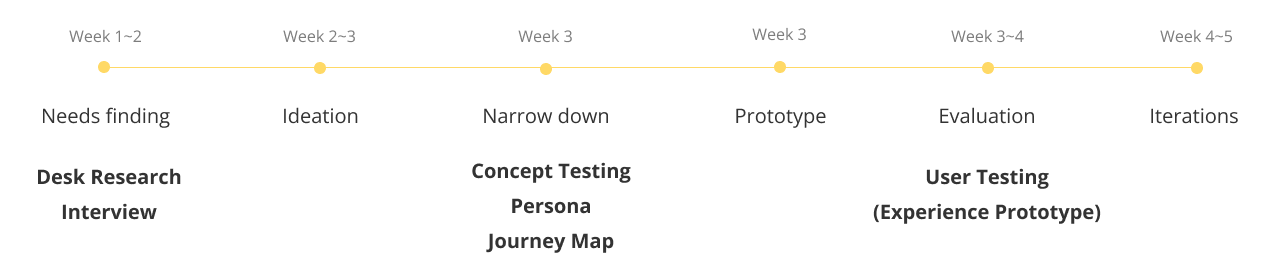 Week 1~2
Week 2~3
Week 3
Week 3
Week 3~4
Week 4~5
Needs finding
Ideation
Narrow down
Prototype
Evaluation
Iterations
Desk Research
Interview
Concept Testing
Persona
Journey Map
User Testing
(Experience Prototype)